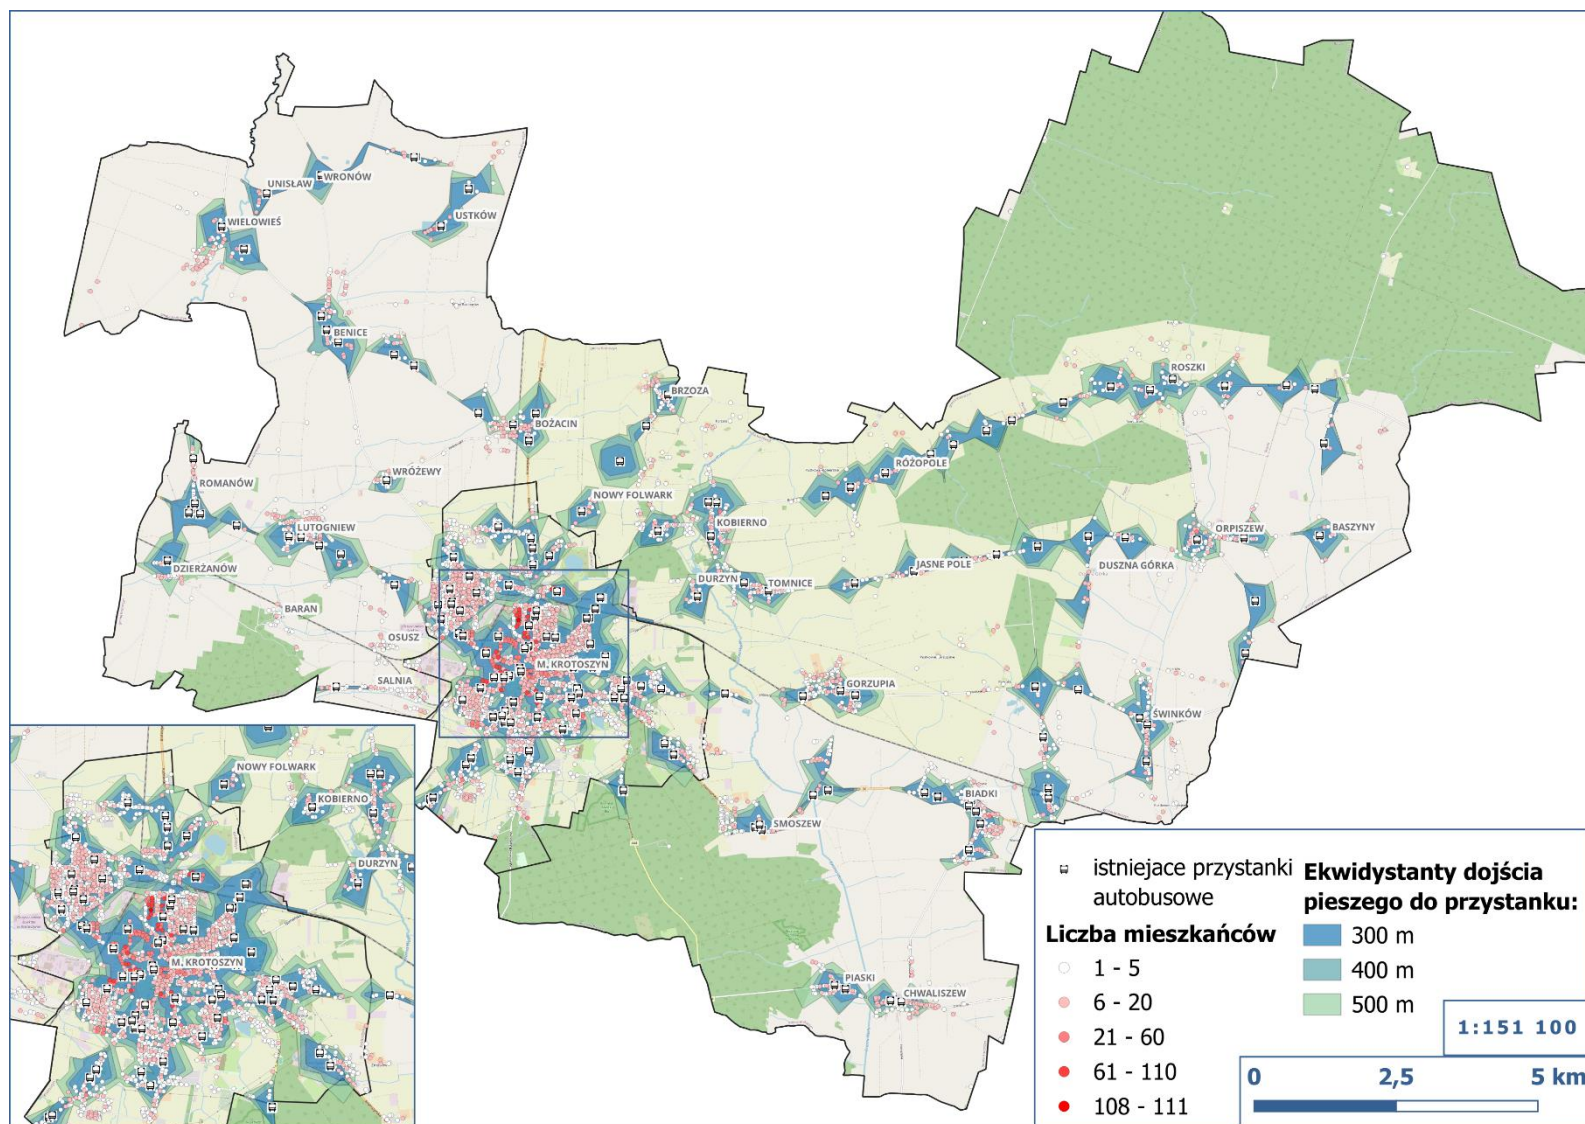 UNISŁAW
WRONÓW
WIELOWIEŚ
USTKÓW
BENICE
BRZOZA
ROSZKI
BOŻACIN
WRÓŻEWY
RÓŻOPOLE
ROMANÓW
NOWY FOLWARK
LUTOGNIEW
KOBIERNO
ORPISZEW
BASZYNY
DZIERŻANÓW
DURZYN
TOMNICE
JASNE POLE
DUSZNA GÓRKA
BARAN
OSUSZ
M. KROTOSZYN
SALNIA
GORZUPIA
ŚWINKÓW
BIADKI
SMOSZEW
PIASKI
CHWALISZEW
NOWY FOLWARK
KOBIERNO
DURZYN
M. KROTOSZYN
istniejace przystanki
autobusowe
Liczba mieszkańców
1 - 5
6 - 20
21 - 60
61 - 110
108 - 111
Ekwidystanty dojścia
pieszego do przystanku:
300 m
400 m
500 m
1:151 100
0 2,5 5 km